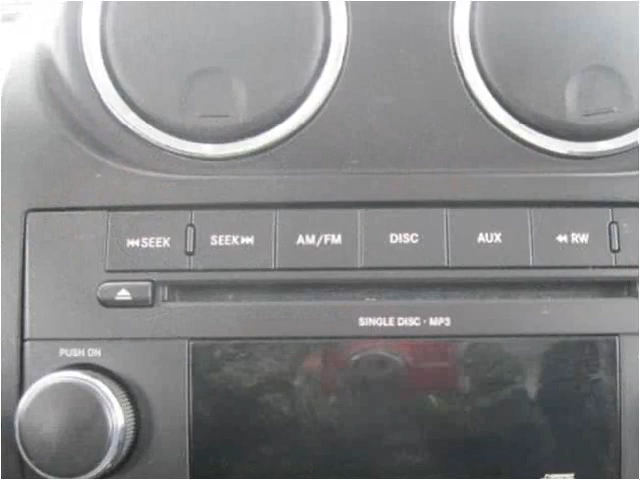 ⏮SEEK SEEK⏭ AM/FM DISC AUX ◀◀ RW
SINGLE DISC · MP3
PUSH ON